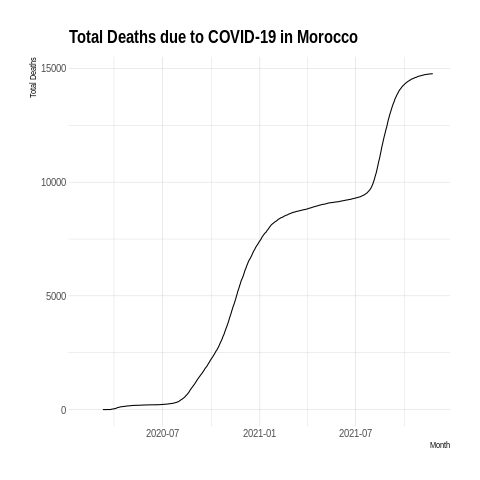 Total Deaths due to COVID-19 in Morocco
Total Deaths
15000
10000
5000
0
2020-07
2021-01
2021-07
Month